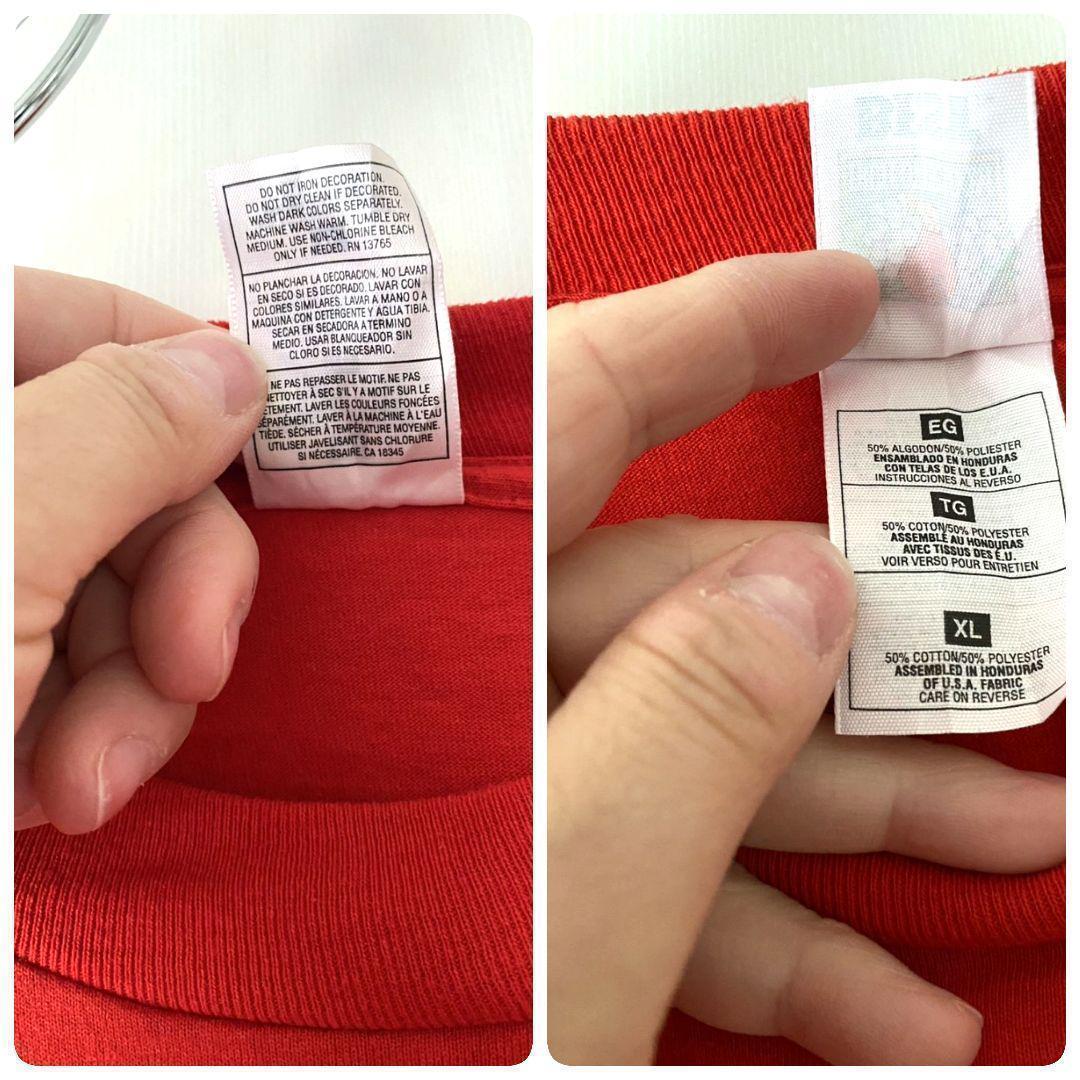 DO NOT IRON DECORATION.
DO NOT DRY CLEAN IF DECORATED.
WASH DARK COLORS SEPARATELY.
MACHINE WASH WARM. TUMBLE DRY
MEDIUM. USE NON-CHLORINE BLEACH
ONLY IF NEEDED. RN 13765
NO PLANCHAR LA DECORACION. NO LAVAR
EN SECO SI ES DECORADO. LAVAR CON
COLORES SIMILARES. LAVAR A MANO O A
MAQUINA CON DETERGENTE Y AGUA TIBIA.
SECAR EN SECADORA A TERMINO
MEDIO. USAR BLANQUEADOR SIN
CLORO SI ES NECESARIO.
NE PAS REPASSER LE MOTIF. NE PAS
NETTOYER À SEC S'IL Y A MOTIF SUR LE
ETEMENT. LAVER LES COULEURS FONCÉES
SÉPARÉMENT. LAVER À LA MACHINE À L'EAU
TIÈDE. SÉCHER À TEMPÉRATURE MOYENNE.
UTILISER JAVELISANT SANS CHLORURE
SI NÉCESSAIRE. CA 18345
EG
50% ALGODON/50% POLIESTER
ENSAMBLADO EN HONDURAS
CON TELAS DE LOS E.U.A.
INSTRUCCIONES AL REVERSO
TG
50% COTON/50% POLYESTER
ASSEMBLÉ AU HONDURAS
AVEC TISSUS DES É.U.
VOIR VERSO POUR ENTRETIEN
XL
50% COTTON/50% POLYESTER
ASSEMBLED IN HONDURAS
OF U.S.A. FABRIC
CARE ON REVERSE